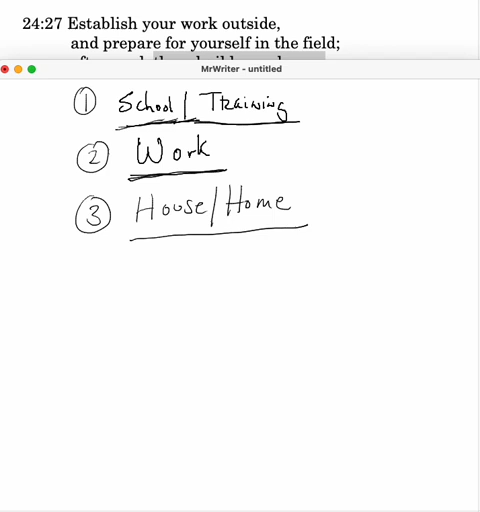 24:27 Establish your work outside,
and prepare for yourself in the field;
MrWriter - untitled
① School / Training
② Work
③ House/Home